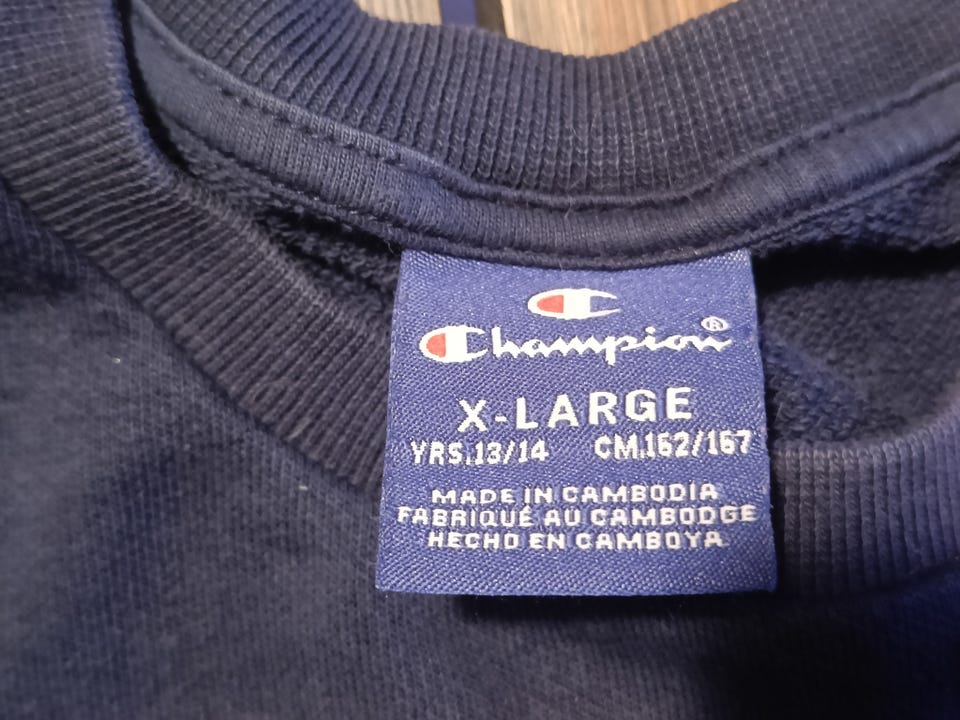 Champion®
X-LARGE
YRS.13/14 CM.162/167
MADE IN CAMBODIA
FABRIQUÉ AU CAMBODGE
HECHO EN CAMBOYA